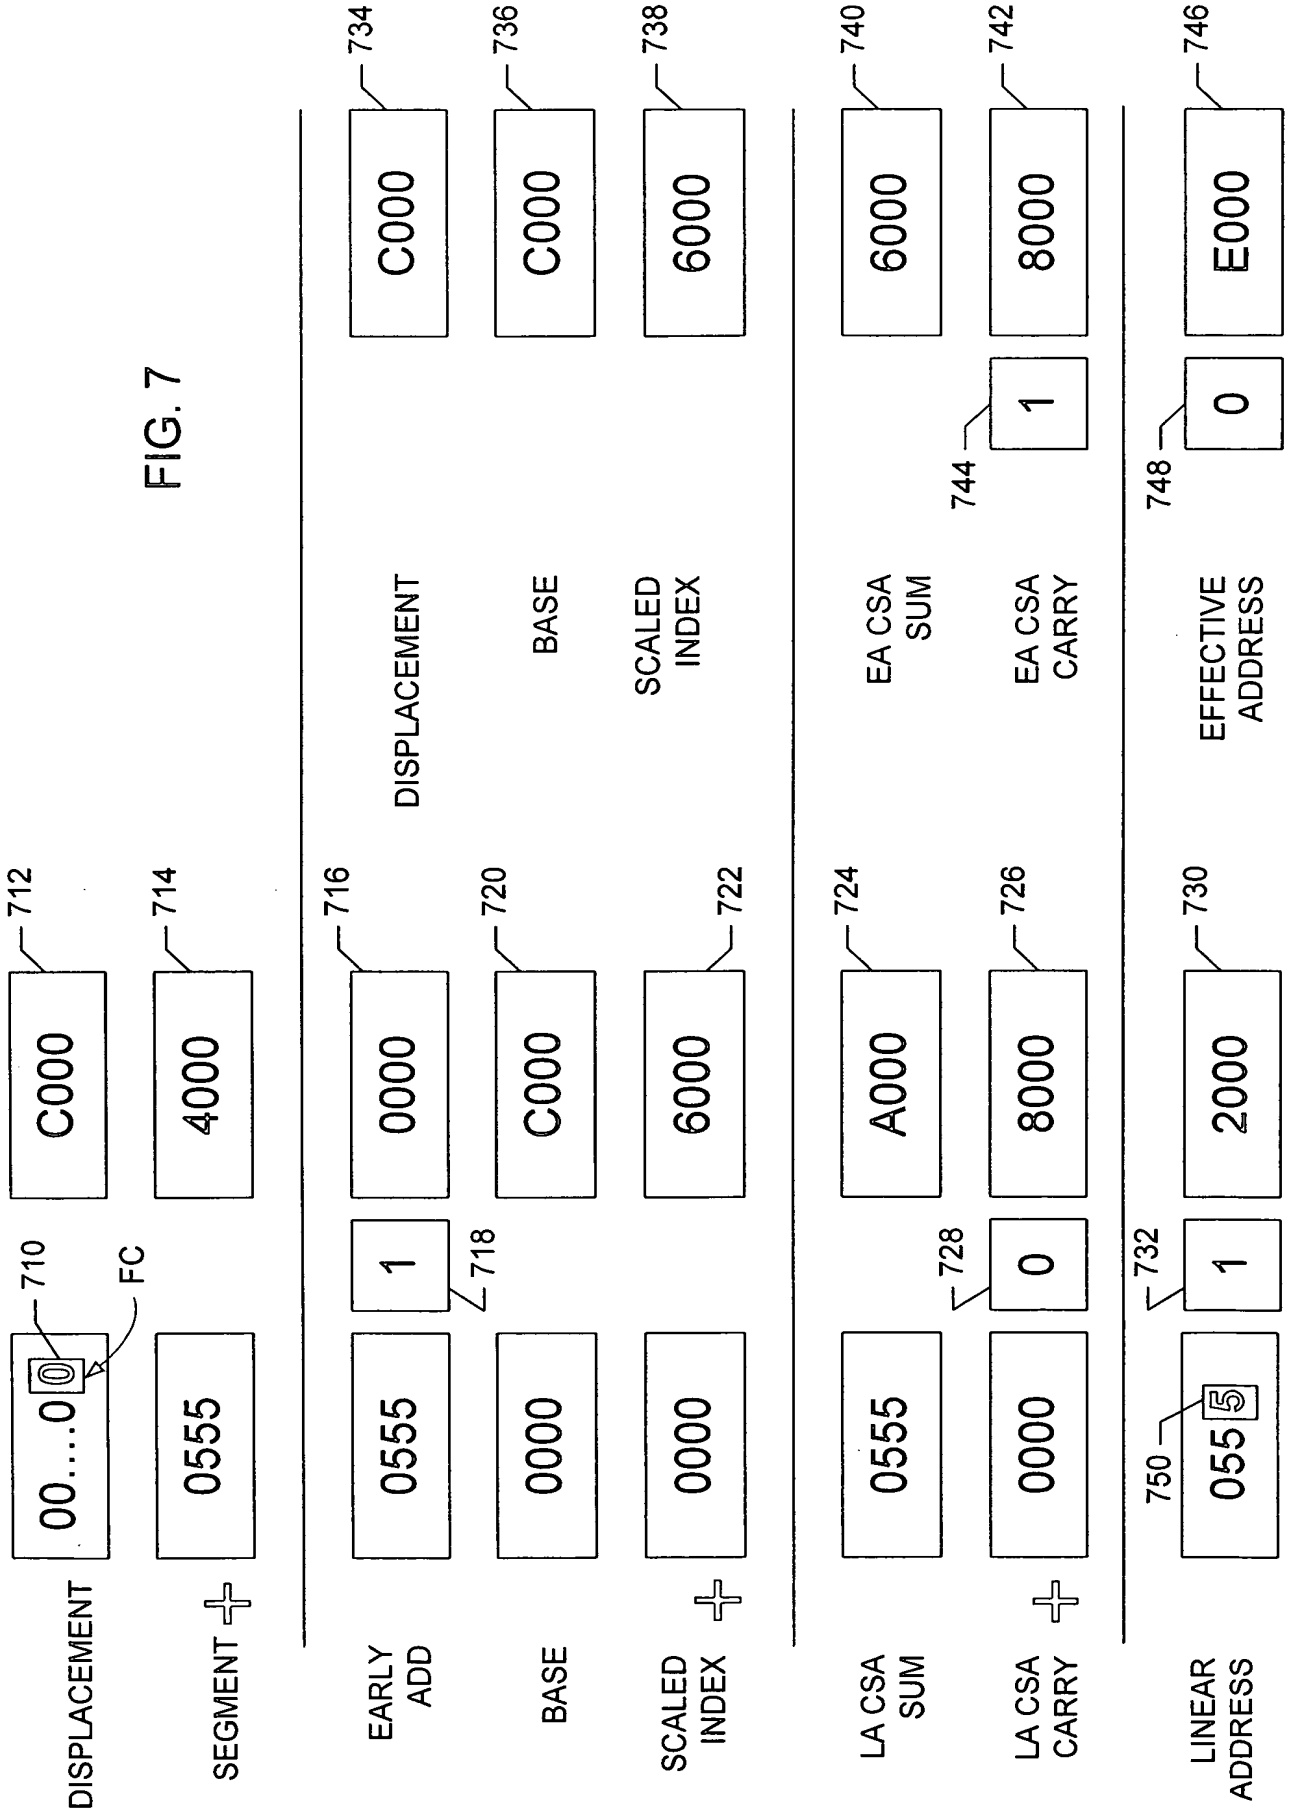 FIG. 7
DISPLACEMENT
00....0 0
710
FC
C000
712
SEGMENT
0555
4000
714
EARLY
ADD
0555
1
718
0000
716
BASE
0000
C000
720
SCALED
INDEX
0000
6000
722
DISPLACEMENT
C000
734
BASE
C000
736
SCALED
INDEX
6000
738
LA CSA
SUM
0555
A000
724
LA CSA
CARRY
0000
728
0
8000
726
EA CSA
SUM
6000
740
EA CSA
CARRY
744
1
8000
742
LINEAR
ADDRESS
750
055 5
732
1
2000
730
EFFECTIVE
ADDRESS
748
0
E000
746